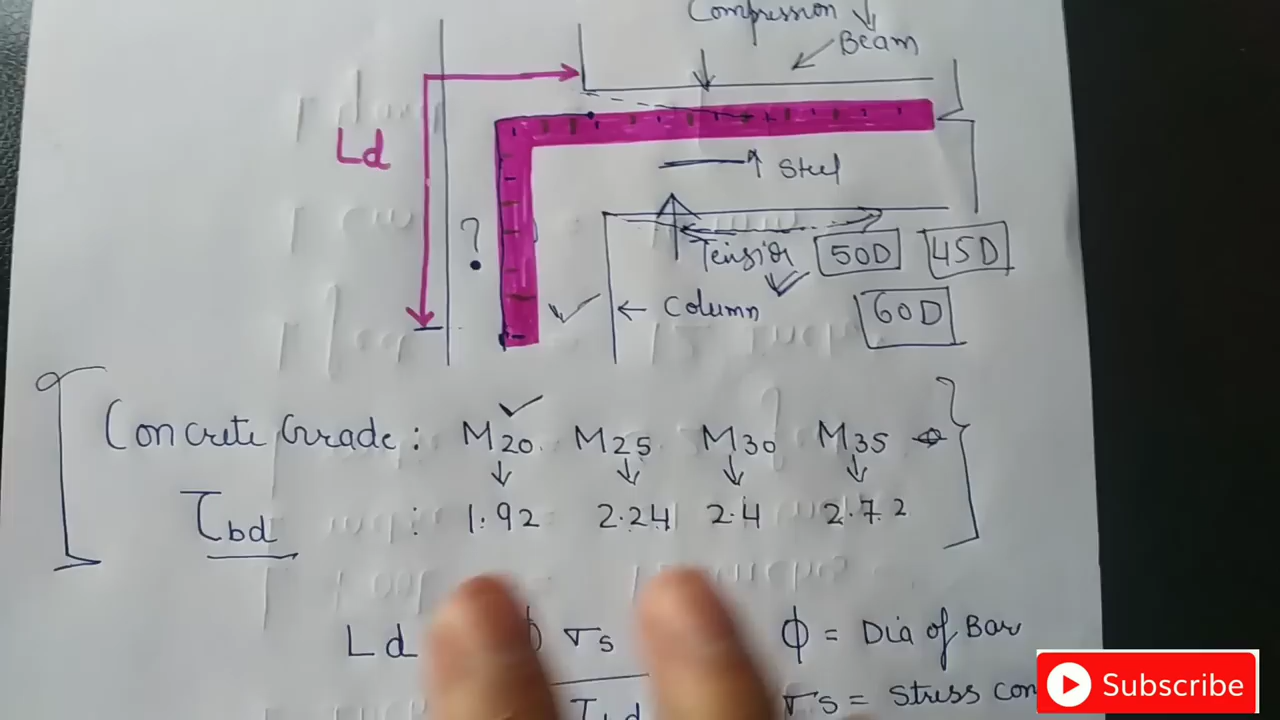 Compression
Beam
Ld
Steel
?
Tension 50D 45D
Column 60D
Concrete Grade : M20 M25 M30 M35
τbd : 1.92 2.24 2.4 2.72
Ld ϕ σs ϕ = Dia of Bar
σs = Stress con
Subscribe